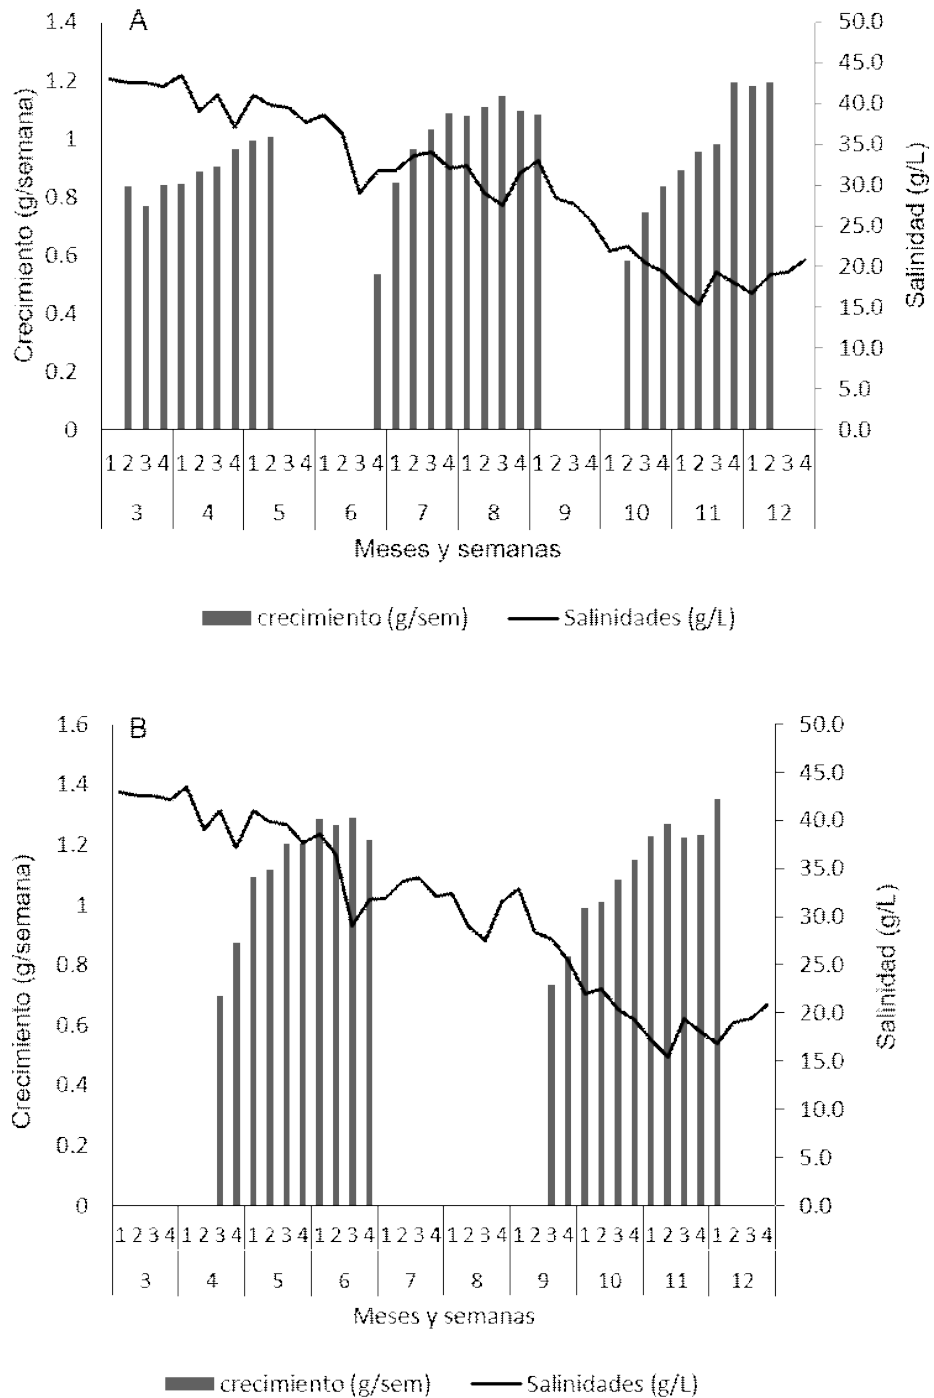 A
1.4
1.2
1
0.8
0.6
0.4
0.2
0
Crecimiento (g/semana)
50.0
45.0
40.0
35.0
30.0
25.0
20.0
15.0
10.0
5.0
0.0
Salinidad (g/L)
1 2 3 4 1 2 3 4 1 2 3 4 1 2 3 4 1 2 3 4 1 2 3 4 1 2 3 4 1 2 3 4 1 2 3 4 1 2 3 4
3 4 5 6 7 8 9 10 11 12
Meses y semanas
crecimiento (g/sem) Salinidades (g/L)
B
1.6
1.4
1.2
1
0.8
0.6
0.4
0.2
0
Crecimiento (g/semana)
50.0
45.0
40.0
35.0
30.0
25.0
20.0
15.0
10.0
5.0
0.0
Salinidad (g/L)
1 2 3 4 1 2 3 4 1 2 3 4 1 2 3 4 1 2 3 4 1 2 3 4 1 2 3 4 1 2 3 4 1 2 3 4 1 2 3 4
3 4 5 6 7 8 9 10 11 12
Meses y semanas
crecimiento (g/sem) Salinidades (g/L)